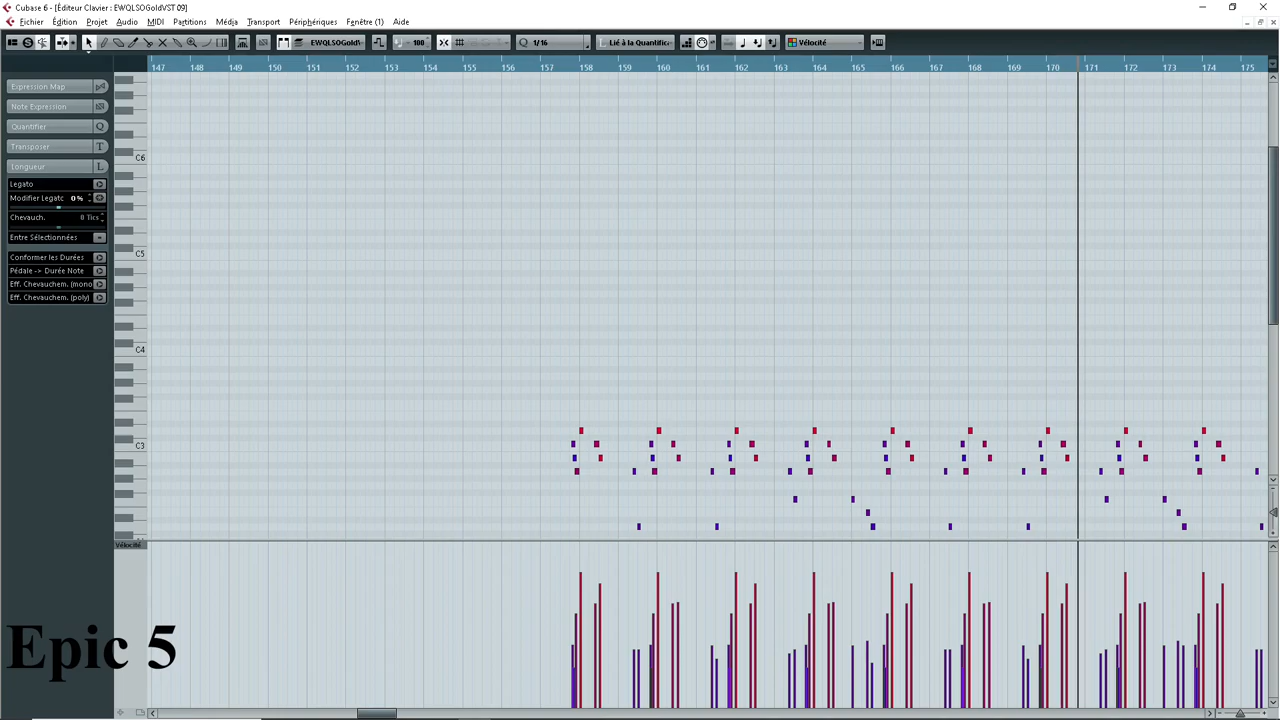 Cubase 6 - [Éditeur Clavier : EWQLSOGoldVST 09]
Fichier Édition Projet Audio MIDI Partitions Média Transport Périphériques Fenêtre (1) Aide
EWQLSOGoldV 100 Q 1/16 Lié à la Quantific Vélocité
147 148 149 150 151 152 153 154 155 156 157 158 159 160 161 162 163 164 165 166 167 168 169 170 171 172 173 174 175
Expression Map
Note Expression
Quantifier Q
Transposer T
Longueur L
Legato
Modifier Legatc 0 %
Chevauch. 0 Tics
Entre Sélectionnées
Conformer les Durées
Pédale -> Durée Note
Eff. Chevauchem. (mono
Eff. Chevauchem. (poly)
C6
C5
C4
C3
Vélocité
Epic 5